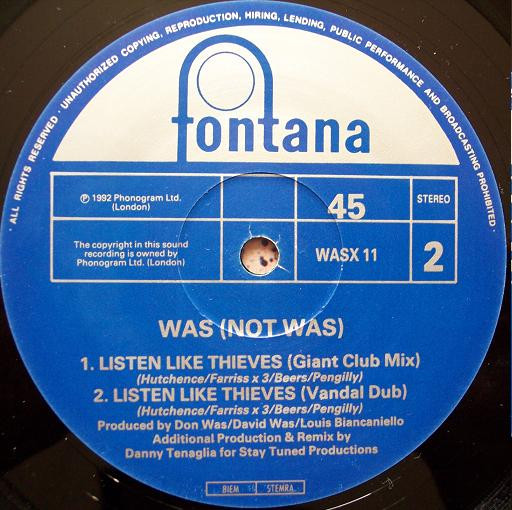 ALL RIGHTS RESERVED · UNAUTHORIZED COPYING, REPRODUCTION, HIRING, LENDING, PUBLIC PERFORMANCE AND BROADCASTING PROHIBITED ·
fontana
℗ 1992 Phonogram Ltd.
(London)
45
STEREO
The copyright in this sound
recording is owned by
Phonogram Ltd. (London)
WASX 11
2
WAS (NOT WAS)
1. LISTEN LIKE THIEVES (Giant Club Mix)
(Hutchence/Farriss x 3/Beers/Pengilly)
2. LISTEN LIKE THIEVES (Vandal Dub)
(Hutchence/Farriss x 3/Beers/Pengilly)
Produced by Don Was/David Was/Louis Biancaniello
Additional Production & Remix by
Danny Tenaglia for Stay Tuned Productions
BIEM STEMRA